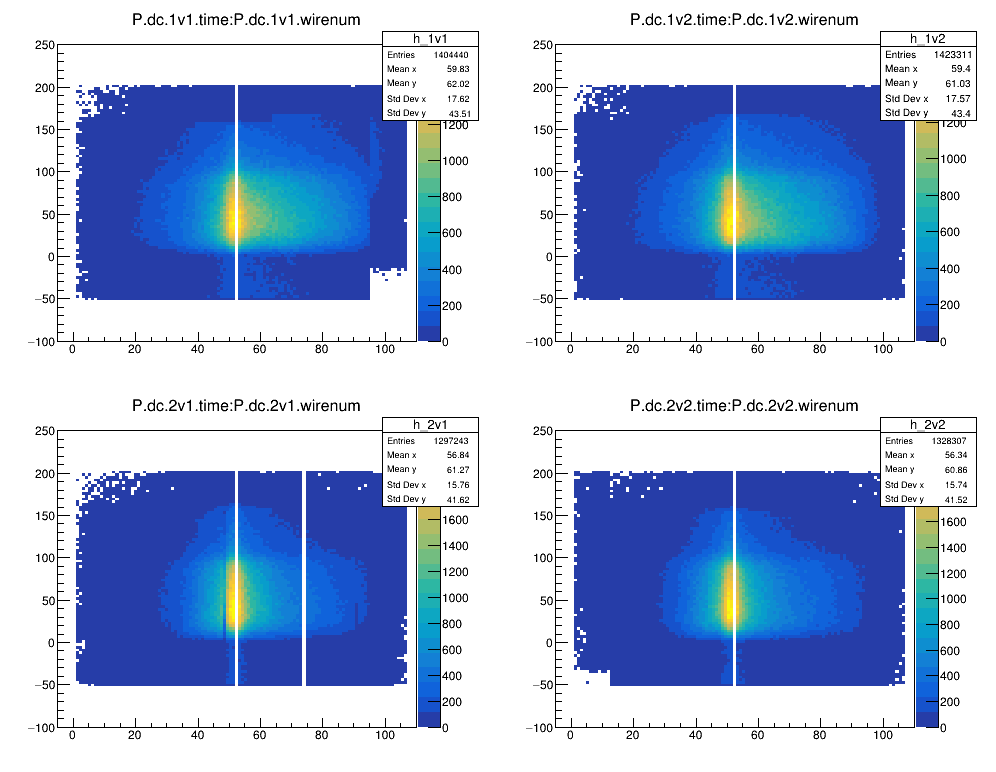 P.dc.1v1.time:P.dc.1v1.wirenum
h_1v1
Entries 1404440
Mean x 59.83
Mean y 62.02
Std Dev x 17.62
Std Dev y 43.51
250
200
150
100
50
0
−50
−100
0 20 40 60 80 100
1200
1000
800
600
400
200
0
P.dc.1v2.time:P.dc.1v2.wirenum
h_1v2
Entries 1423311
Mean x 59.4
Mean y 61.03
Std Dev x 17.57
Std Dev y 43.4
250
200
150
100
50
0
−50
−100
0 20 40 60 80 100
1200
1000
800
600
400
200
0
P.dc.2v1.time:P.dc.2v1.wirenum
h_2v1
Entries 1297243
Mean x 56.84
Mean y 61.27
Std Dev x 15.76
Std Dev y 41.62
250
200
150
100
50
0
−50
−100
0 20 40 60 80 100
1600
1400
1200
1000
800
600
400
200
0
P.dc.2v2.time:P.dc.2v2.wirenum
h_2v2
Entries 1328307
Mean x 56.34
Mean y 60.86
Std Dev x 15.74
Std Dev y 41.52
250
200
150
100
50
0
−50
−100
0 20 40 60 80 100
1600
1400
1200
1000
800
600
400
200
0